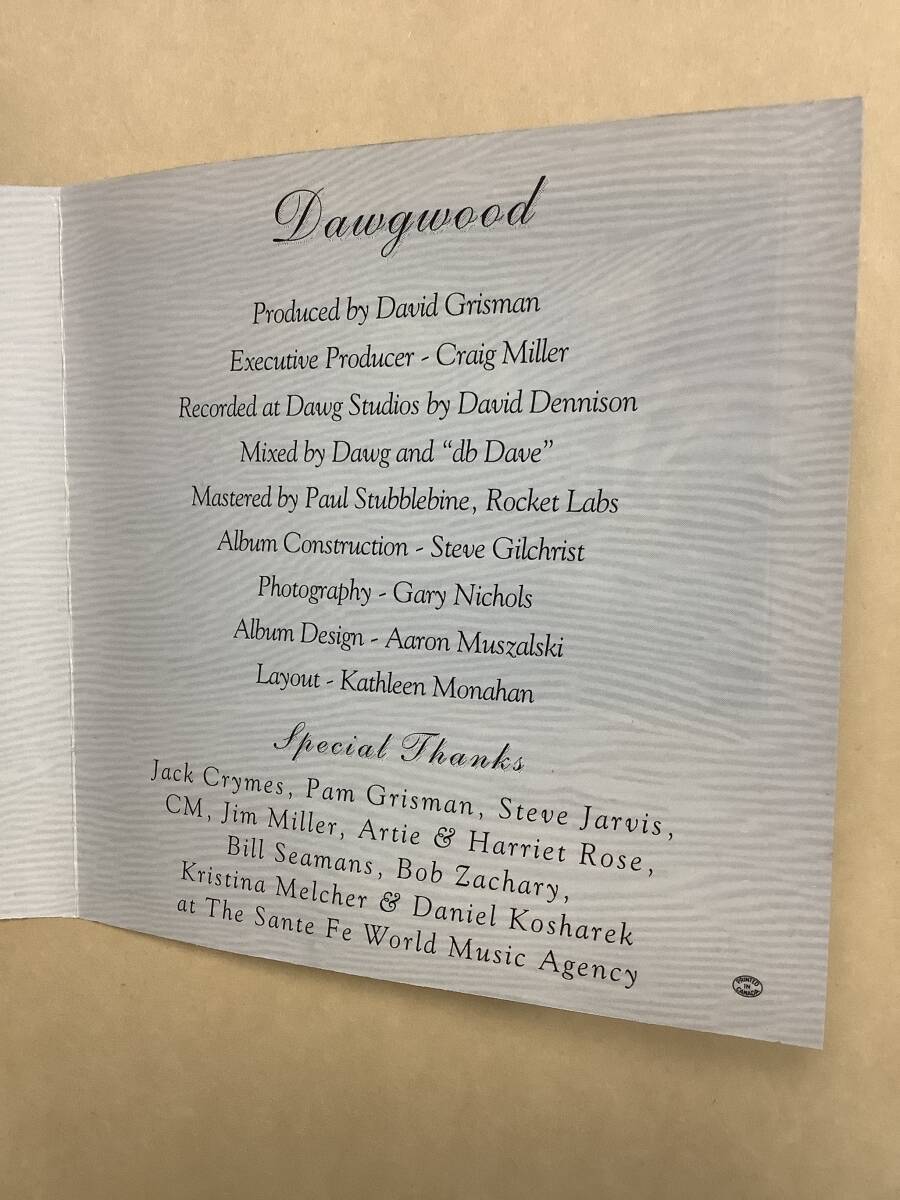 Dawgwood
Produced by David Grisman
Executive Producer - Craig Miller
Recorded at Dawg Studios by David Dennison
Mixed by Dawg and “db Dave”
Mastered by Paul Stubblebine, Rocket Labs
Album Construction - Steve Gilchrist
Photography - Gary Nichols
Album Design - Aaron Muszalski
Layout - Kathleen Monahan
Special Thanks
Jack Crymes, Pam Grisman, Steve Jarvis,
CM, Jim Miller, Artie & Harriet Rose,
Bill Seamans, Bob Zachary,
Kristina Melcher & Daniel Kosharek
at The Sante Fe World Music Agency
PRINTED
IN
CANADA